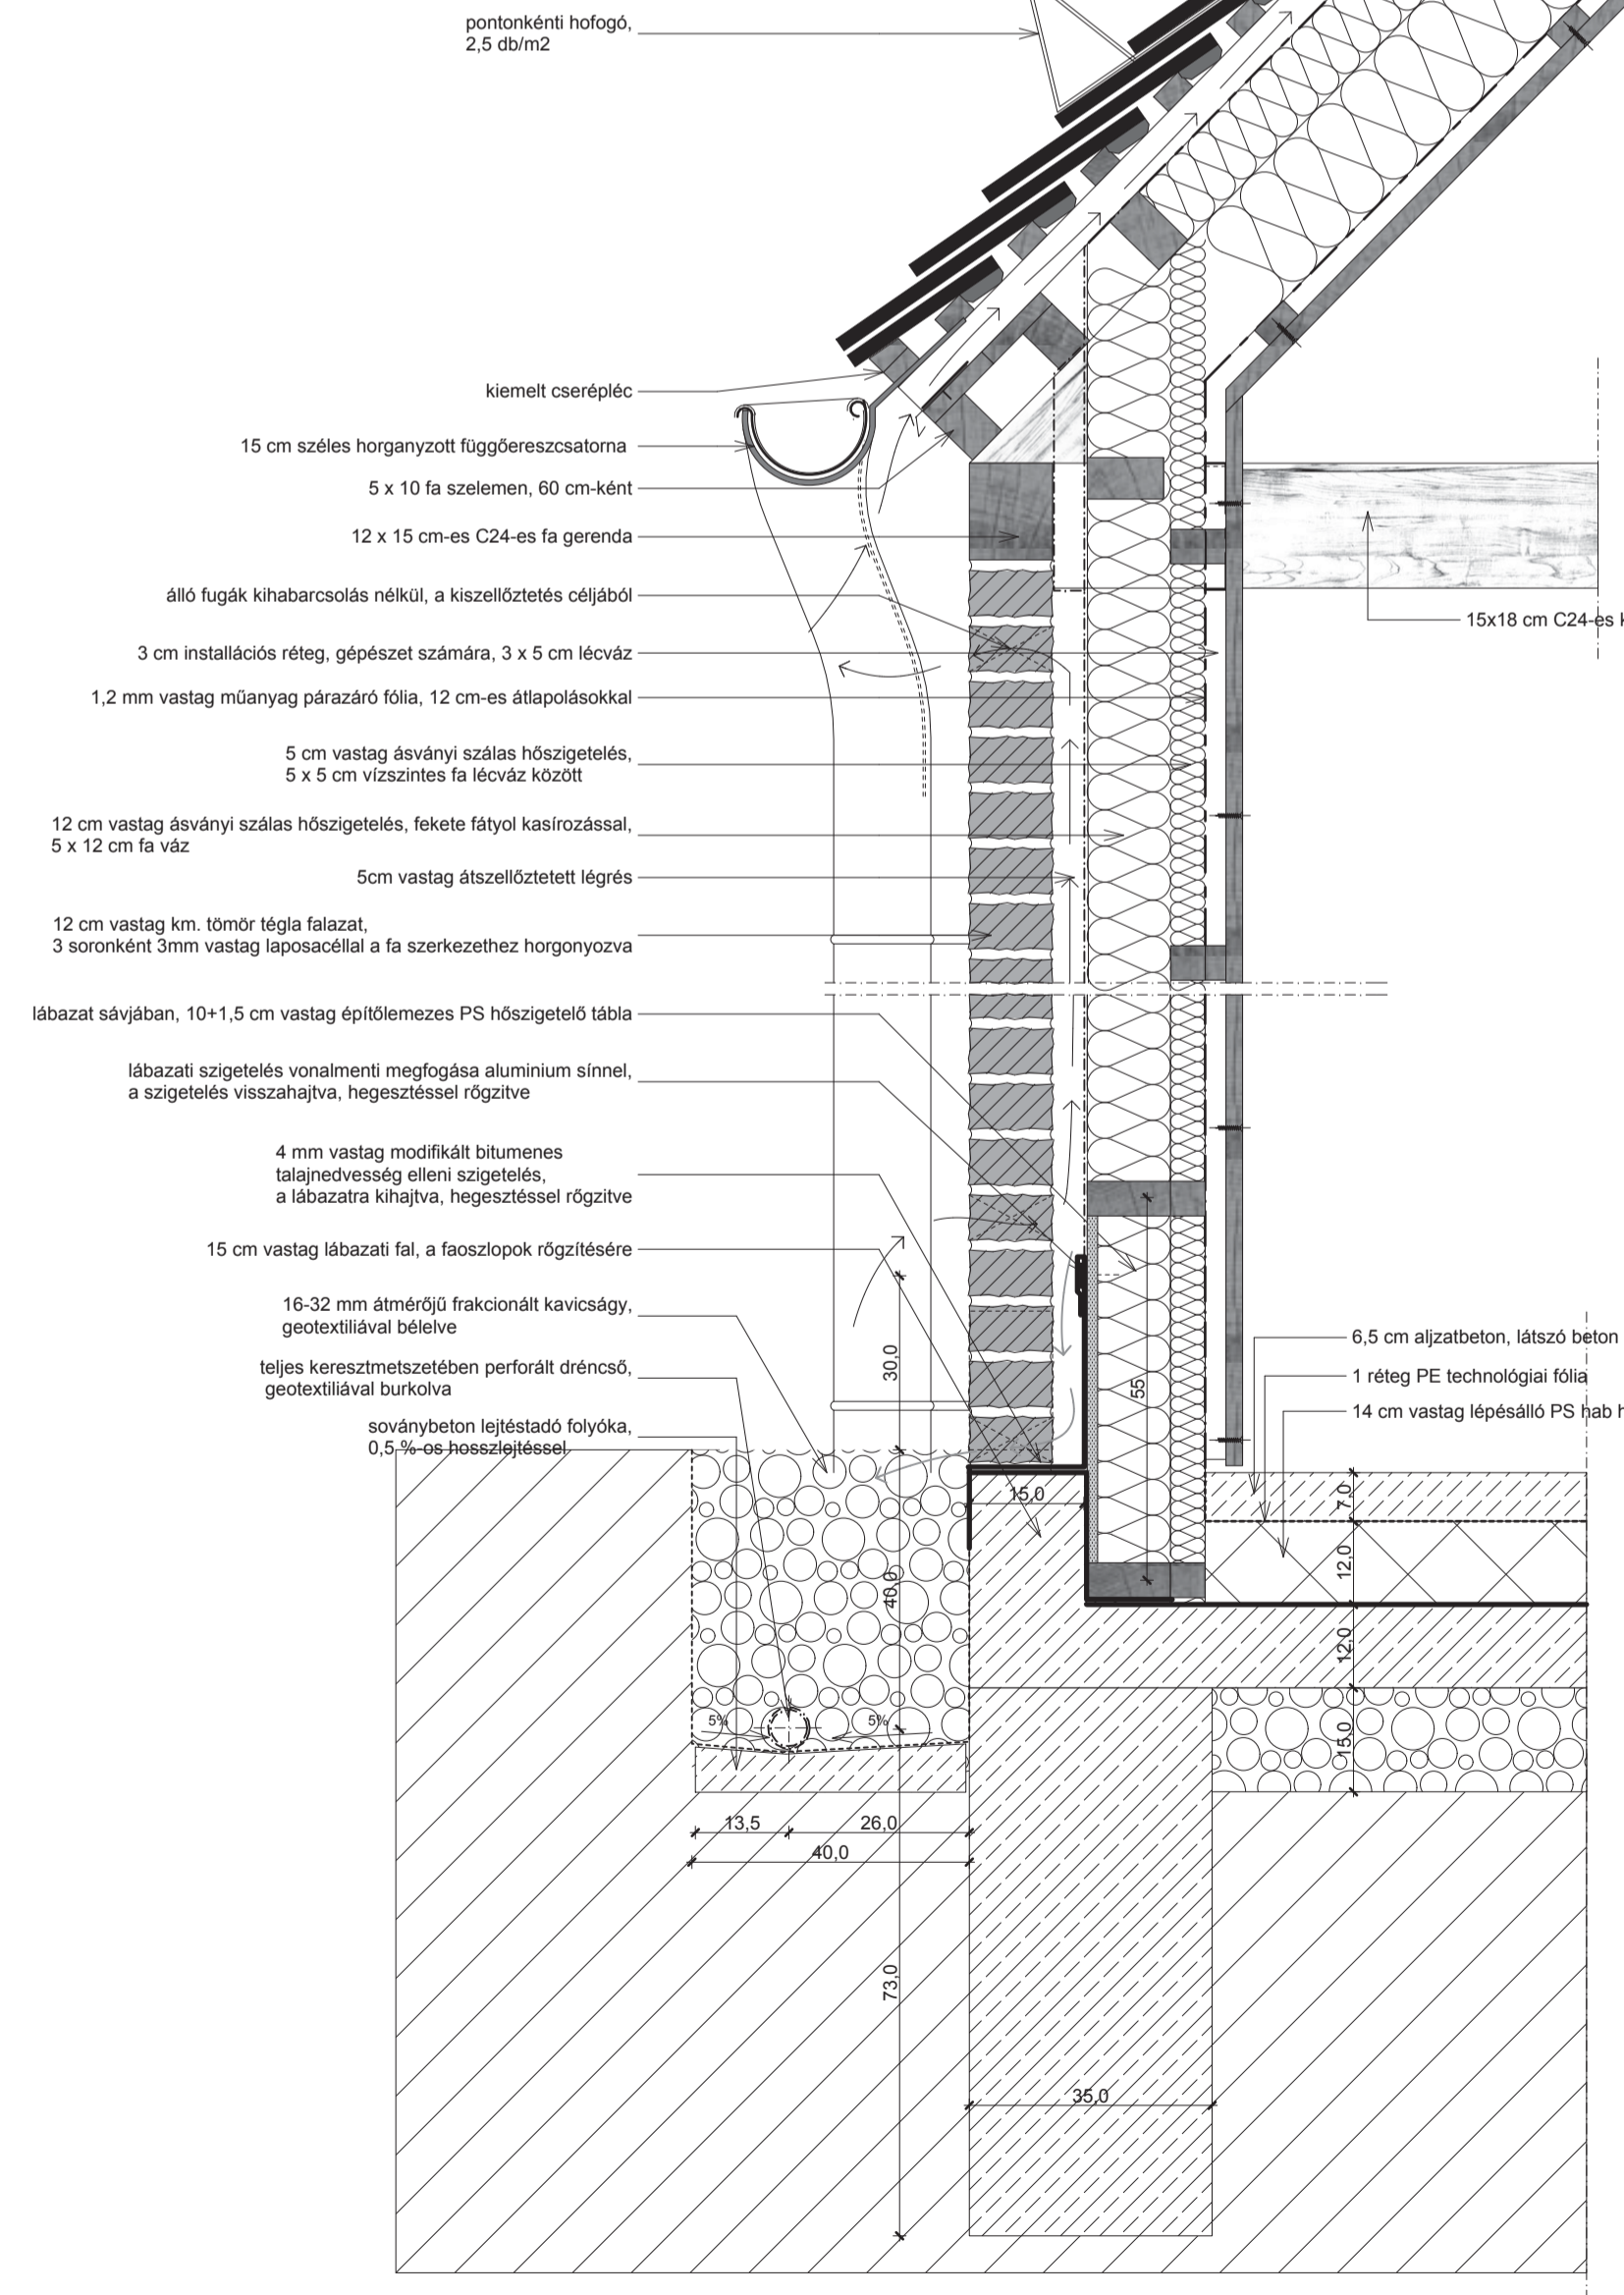 pontonkénti hofogó,
2,5 db/m2
kiemelt cserépléc
15 cm széles horganyzott függőereszcsatorna
5 x 10 fa szelemen, 60 cm-ként
12 x 15 cm-es C24-es fa gerenda
álló fugák kihabarcsolás nélkül, a kiszellőztetés céljából
15x18 cm C24-es
3 cm installációs réteg, gépészet számára, 3 x 5 cm lécváz
1,2 mm vastag műanyag párazáró fólia, 12 cm-es átlapolásokkal
5 cm vastag ásványi szálas hőszigetelés,
5 x 5 cm vízszintes fa lécváz között
12 cm vastag ásványi szálas hőszigetelés, fekete fátyol kasírozással,
5 x 12 cm fa váz
5cm vastag átszellőztetett légrés
12 cm vastag km. tömör tégla falazat,
3 soronként 3mm vastag laposacéllal a fa szerkezethez horgonyozva
lábazat sávjában, 10+1,5 cm vastag építőlemezes PS hőszigetelő tábla
lábazati szigetelés vonalmenti megfogása aluminium sínnel,
a szigetelés visszahajtva, hegesztéssel rőgzitve
4 mm vastag modifikált bitumenes
talajnedvesség elleni szigetelés,
a lábazatra kihajtva, hegesztéssel rőgzitve
15 cm vastag lábazati fal, a faoszlopok rőgzítésére
16-32 mm átmérőjű frakcionált kavicságy,
geotextiliával bélelve
teljes keresztmetszetében perforált dréncső,
geotextiliával burkolva
soványbeton lejtéstadó folyóka,
0,5 %-os hosszlejtéssel
6,5 cm aljzatbeton, látszó beton
1 réteg PE technológiai fólia
14 cm vastag lépésálló PS hab
30,0
55
15,0
7,0
12,0
40,0
12,0
5%
5%
15,0
13,5
26,0
40,0
73,0
35,0